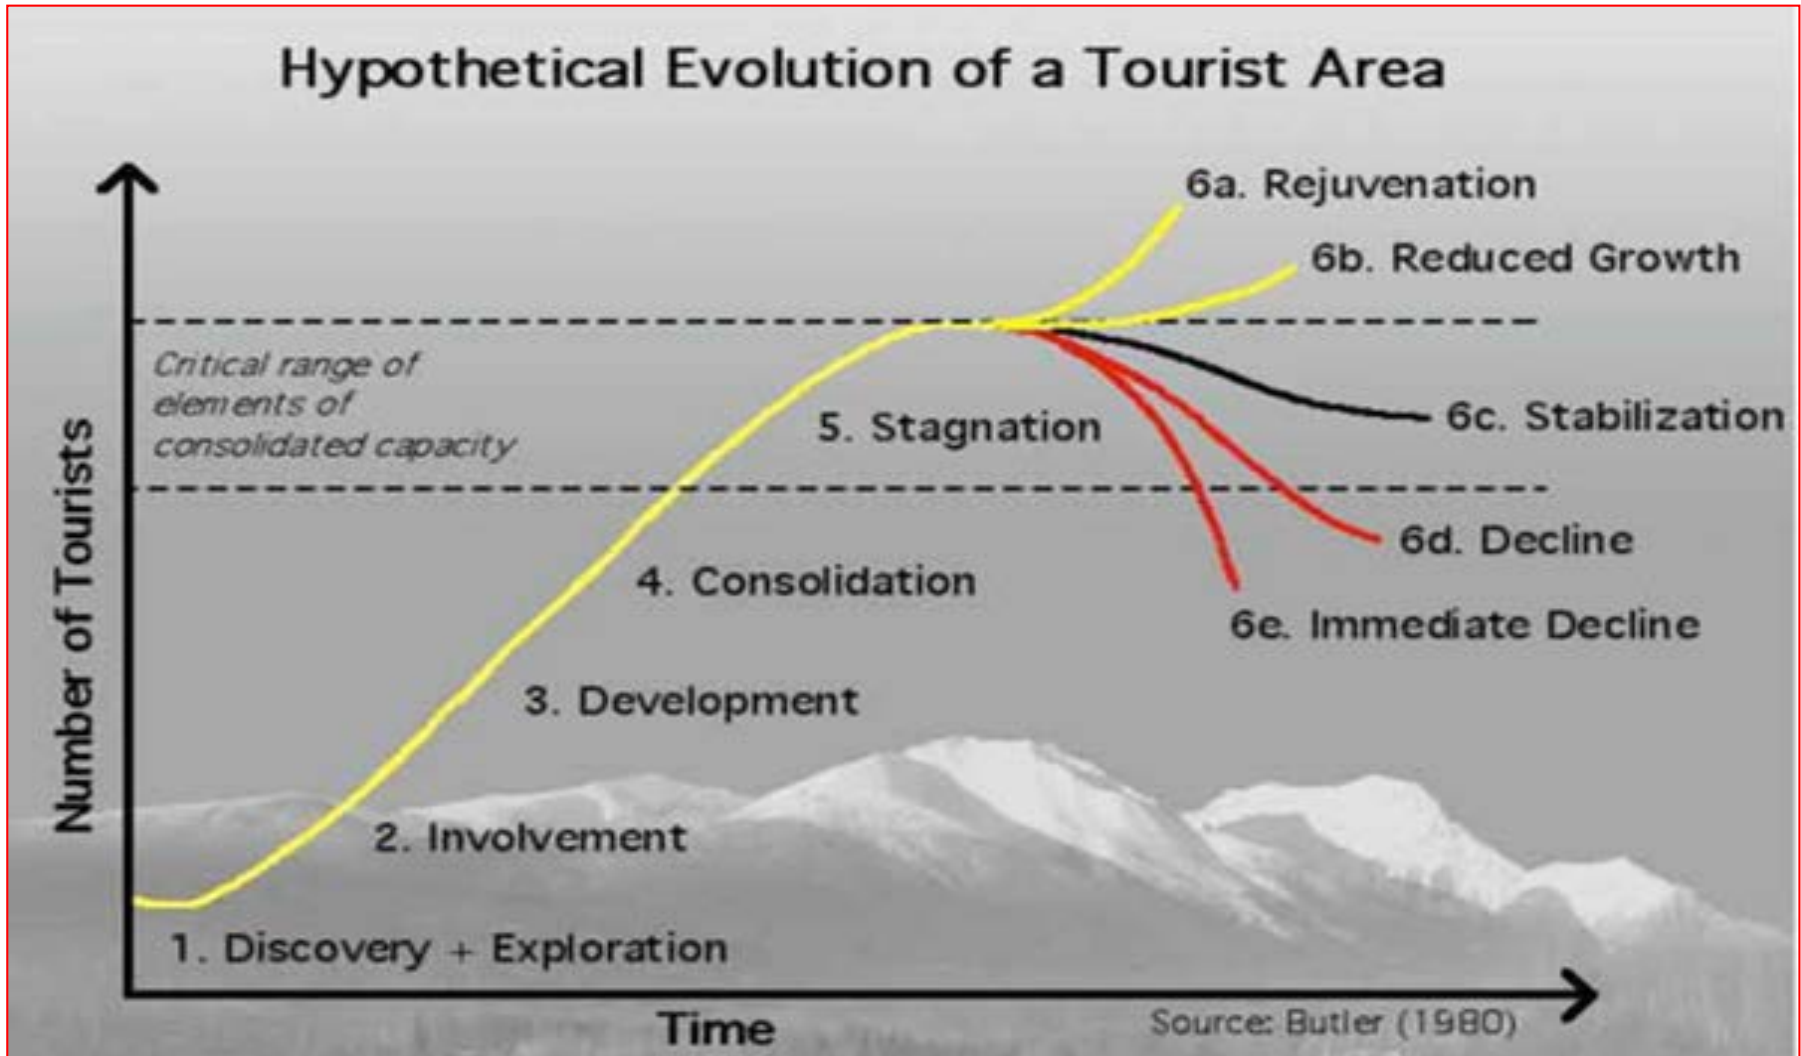 Hypothetical Evolution of a Tourist Area
6a. Rejuvenation
6b. Reduced Growth
Critical range of
elements of
consolidated capacity
6c. Stabilization
5. Stagnation
6d. Decline
4. Consolidation
6e. Immediate Decline
3. Development
2. Involvement
1. Discovery + Exploration
Number of Tourists
Time
Source: Butler (1980)